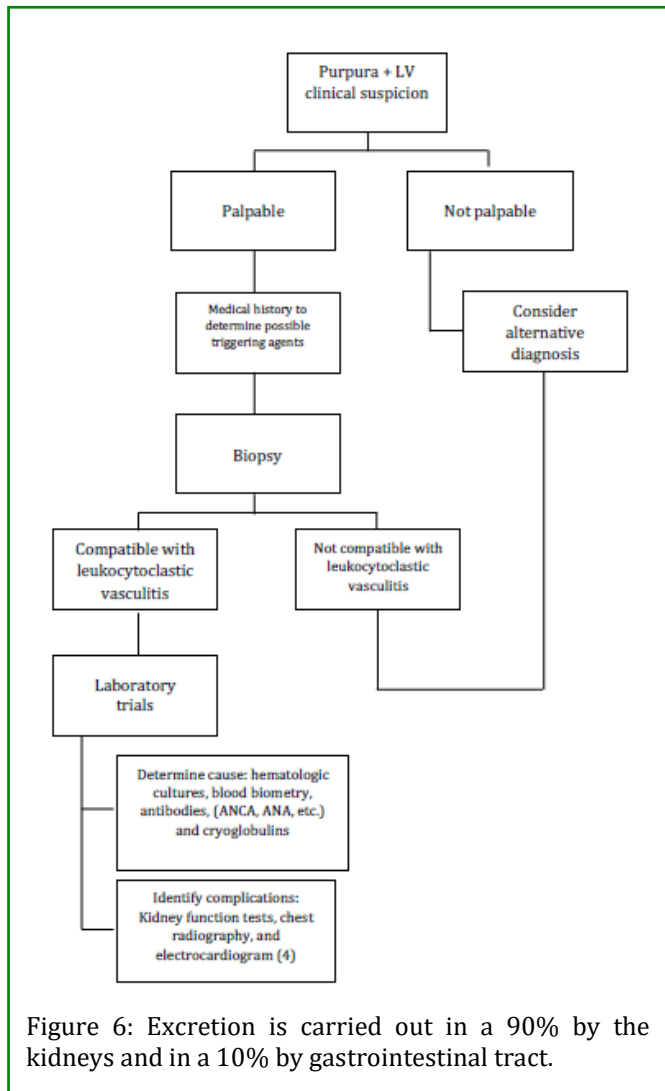 Purpura + LV
clinical suspicion
Palpable
Not palpable
Medical history to
determine possible
triggering agents
Consider
alternative
diagnosis
Biopsy
Compatible with
leukocytoclastic
vasculitis
Not compatible with
leukocytoclastic
vasculitis
Laboratory
trials
Determine cause: hematologic
cultures, blood biometry,
antibodies, (ANCA, ANA, etc.)
and cryoglobulins
Identify complications:
Kidney function tests, chest
radiography, and
electrocardiogram (4)
Figure 6: Excretion is carried out in a 90% by the
kidneys and in a 10% by gastrointestinal tract.